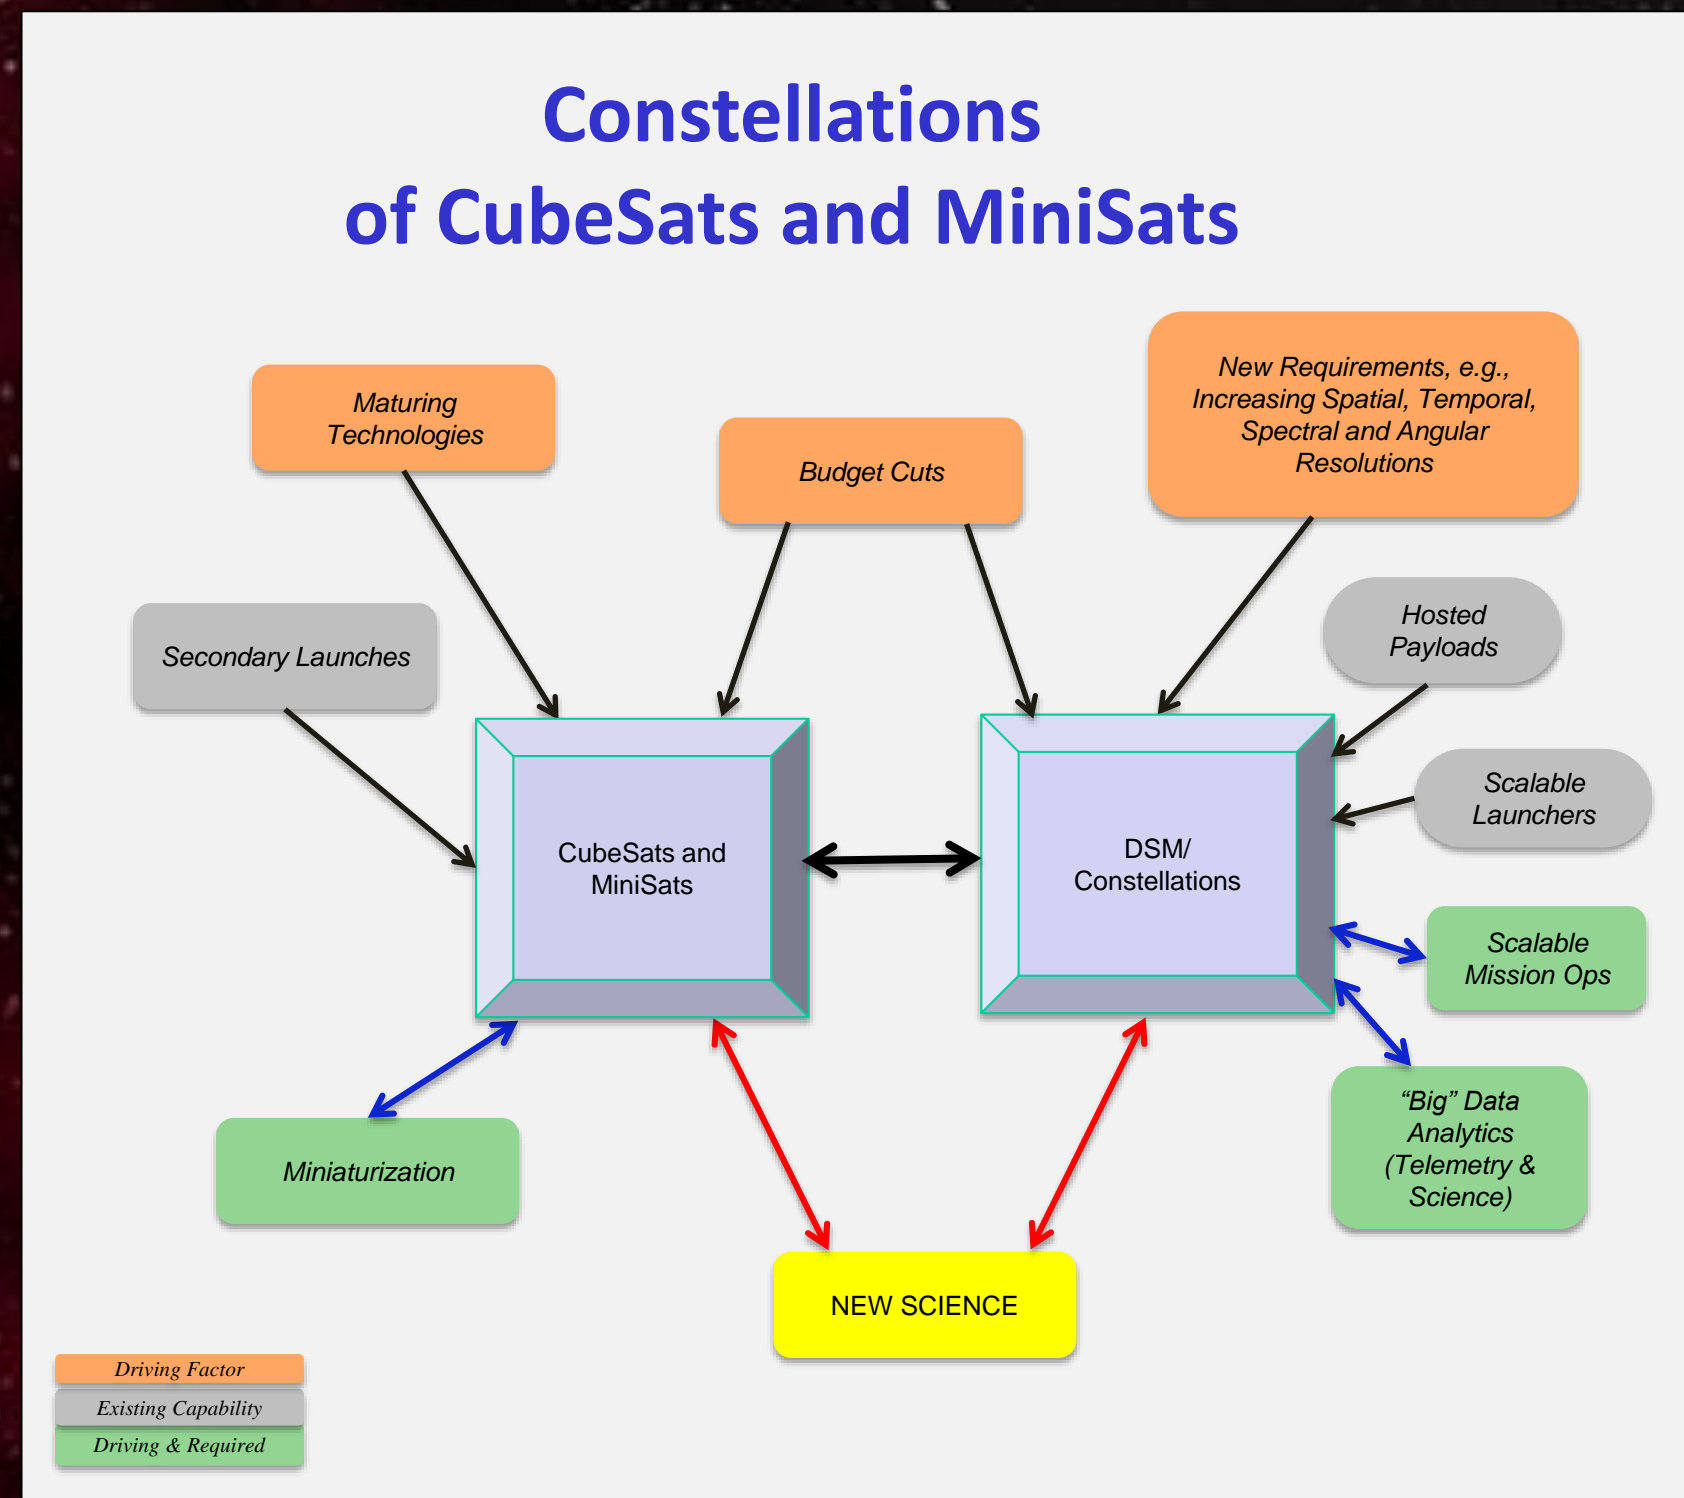 Constellations
of CubeSats and MiniSats
New Requirements, e.g.,
Increasing Spatial, Temporal,
Spectral and Angular
Resolutions
Maturing
Technologies
Budget Cuts
Hosted
Payloads
Secondary Launches
Scalable
Launchers
CubeSats and
MiniSats
DSM/
Constellations
Scalable
Mission Ops
“Big” Data
Analytics
(Telemetry &
Science)
Miniaturization
NEW SCIENCE
Driving Factor
Existing Capability
Driving & Required